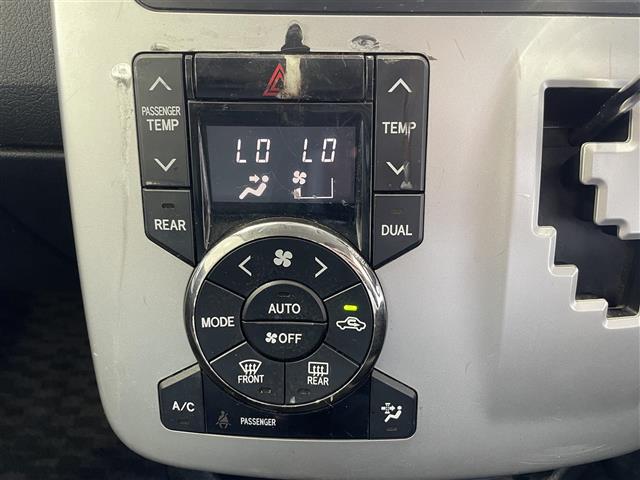 PASSENGER
TEMP
TEMP
LO LO
REAR
DUAL
AUTO
MODE
OFF
FRONT
REAR
A/C
PASSENGER